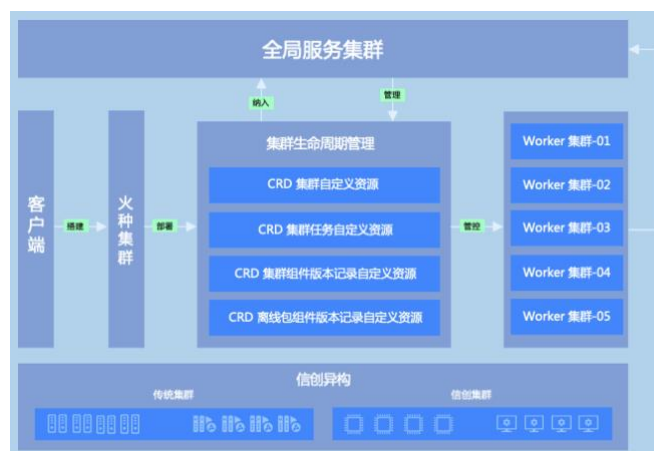 全局服务集群
纳入
管理
客户端
搭建
火种集群
部署
集群生命周期管理
CRD 集群自定义资源
CRD 集群任务自定义资源
CRD 集群组件版本记录自定义资源
CRD 离线包组件版本记录自定义资源
管控
Worker 集群-01
Worker 集群-02
Worker 集群-03
Worker 集群-04
Worker 集群-05
信创异构
传统集群
信创集群